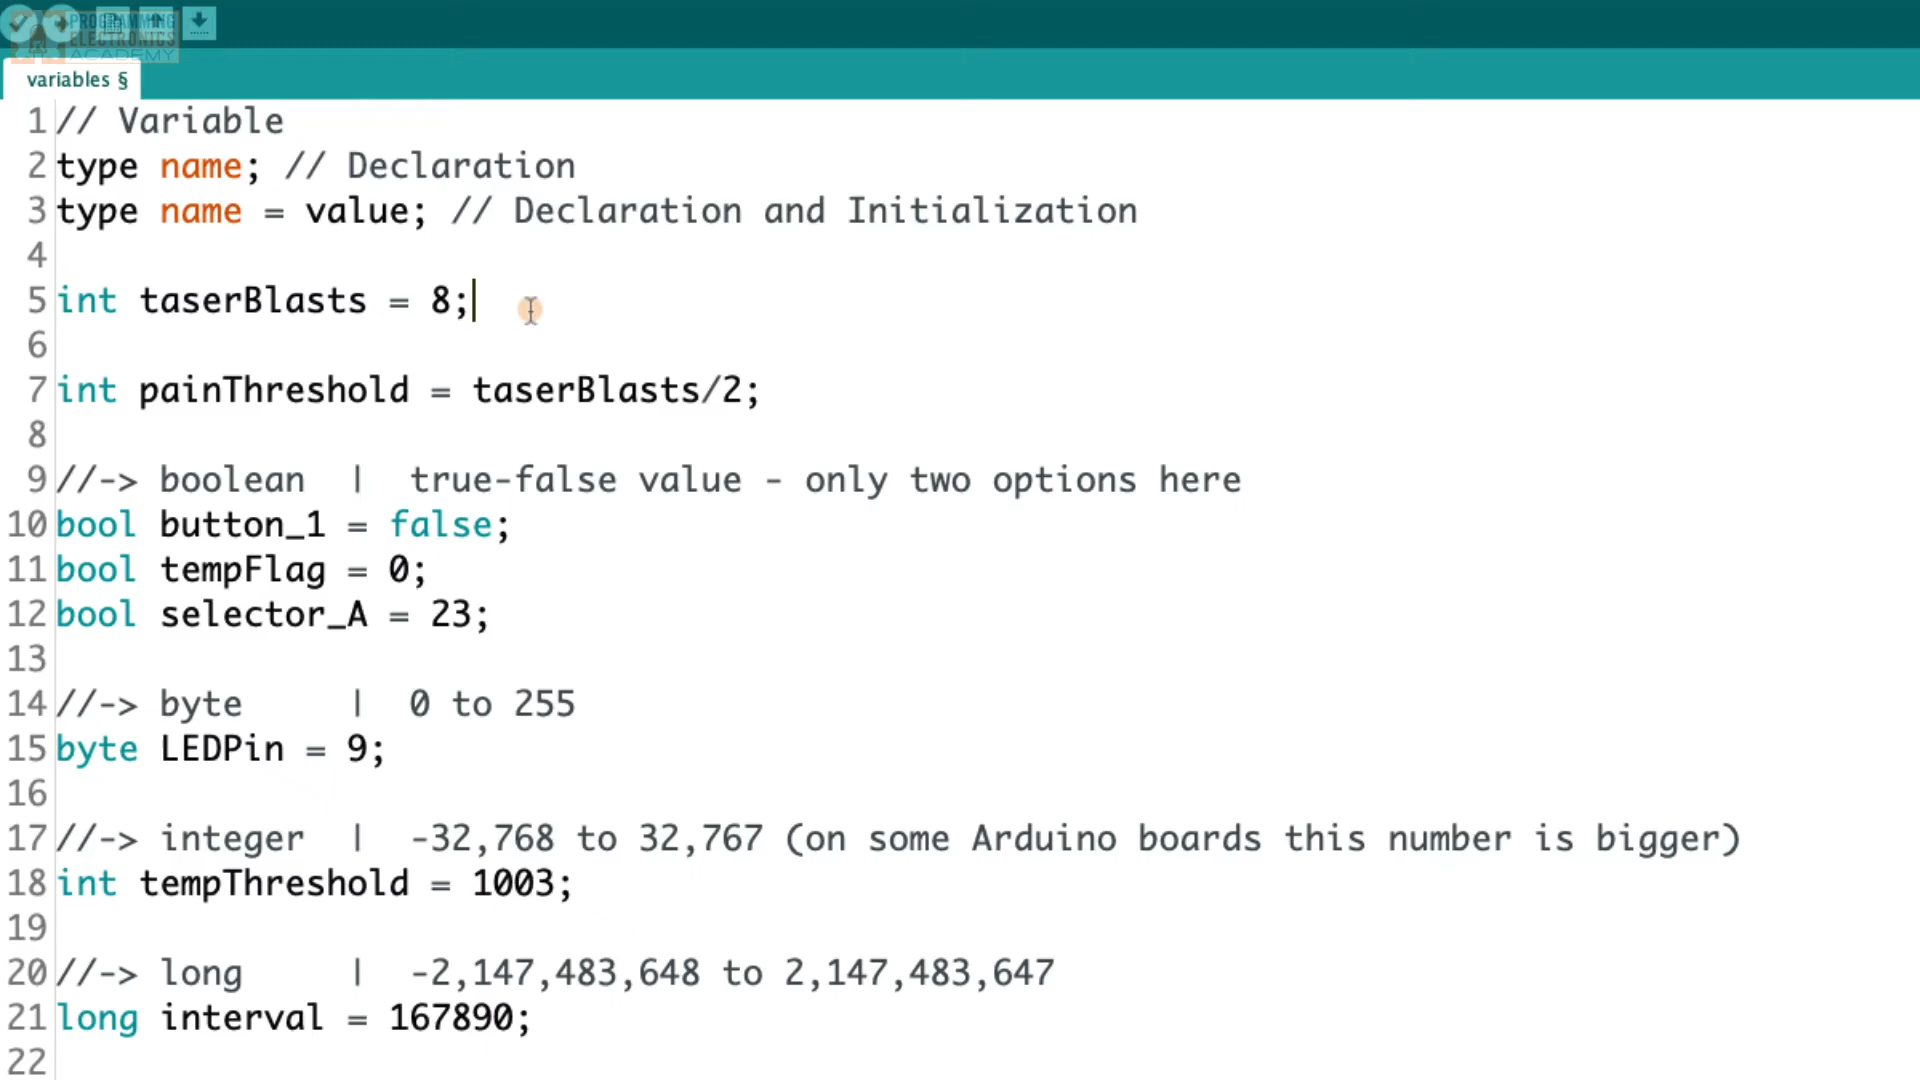 PROGRAMMING
ELECTRONICS
ACADEMY
variables §
1 // Variable
2 type name; // Declaration
3 type name = value; // Declaration and Initialization
4
5 int taserBlasts = 8;
6
7 int painThreshold = taserBlasts/2;
8
9 //-> boolean | true-false value - only two options here
10 bool button_1 = false;
11 bool tempFlag = 0;
12 bool selector_A = 23;
13
14 //-> byte | 0 to 255
15 byte LEDPin = 9;
16
17 //-> integer | -32,768 to 32,767 (on some Arduino boards this number is bigger)
18 int tempThreshold = 1003;
19
20 //-> long | -2,147,483,648 to 2,147,483,647
21 long interval = 167890;
22